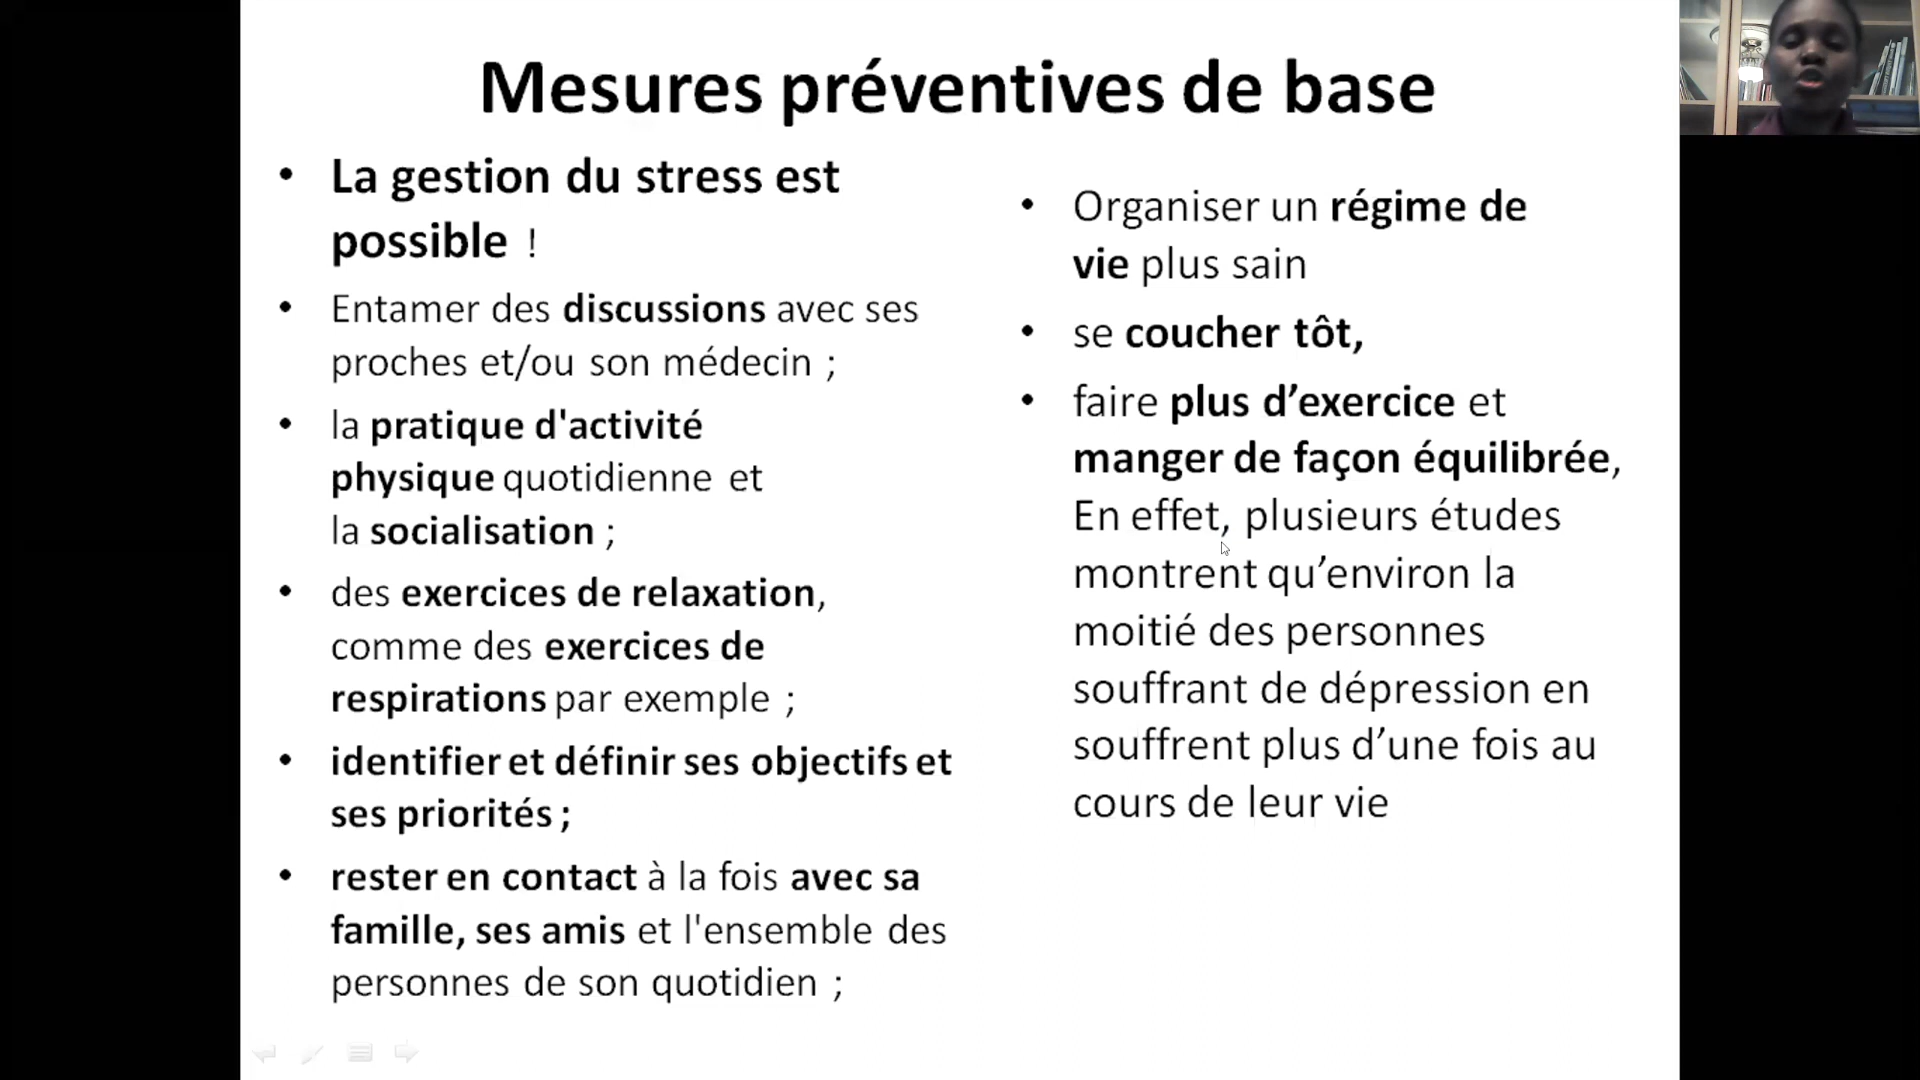 Mesures préventives de base
• La gestion du stress est
possible !
• Entamer des discussions avec ses
proches et/ou son médecin ;
• la pratique d'activité
physique quotidienne et
la socialisation ;
• des exercices de relaxation,
comme des exercices de
respirations par exemple ;
• identifier et définir ses objectifs et
ses priorités ;
• rester en contact à la fois avec sa
famille, ses amis et l'ensemble des
personnes de son quotidien ;
• Organiser un régime de
vie plus sain
• se coucher tôt,
• faire plus d’exercice et
manger de façon équilibrée,
En effet, plusieurs études
montrent qu’environ la
moitié des personnes
souffrant de dépression en
souffrent plus d’une fois au
cours de leur vie